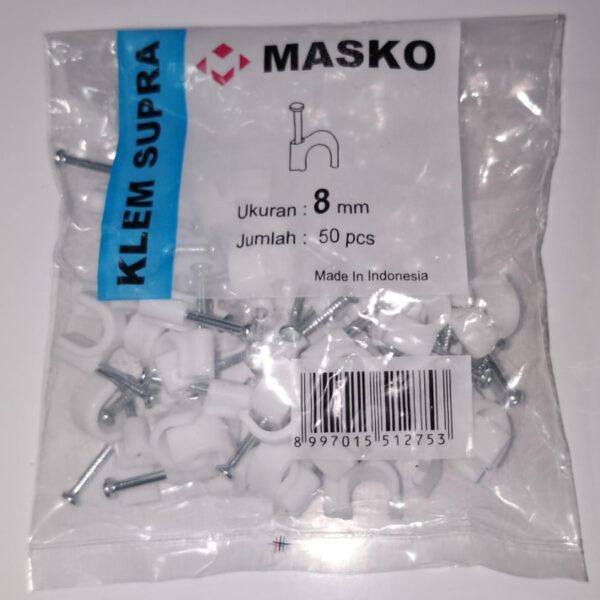 KLEM SUPRA
MASKO
Ukuran : 8 mm
Jumlah : 50 pcs
Made In Indonesia
8 997015 512753